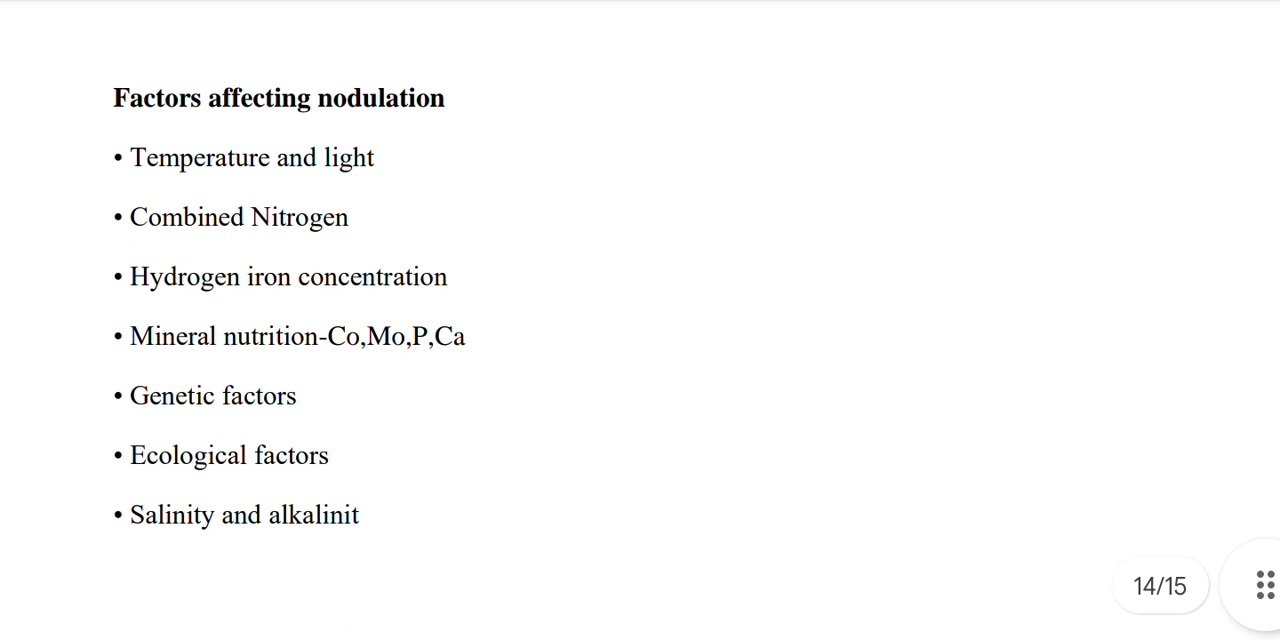 Factors affecting nodulation
• Temperature and light
• Combined Nitrogen
• Hydrogen iron concentration
• Mineral nutrition-Co,Mo,P,Ca
• Genetic factors
• Ecological factors
• Salinity and alkalinit
14/15